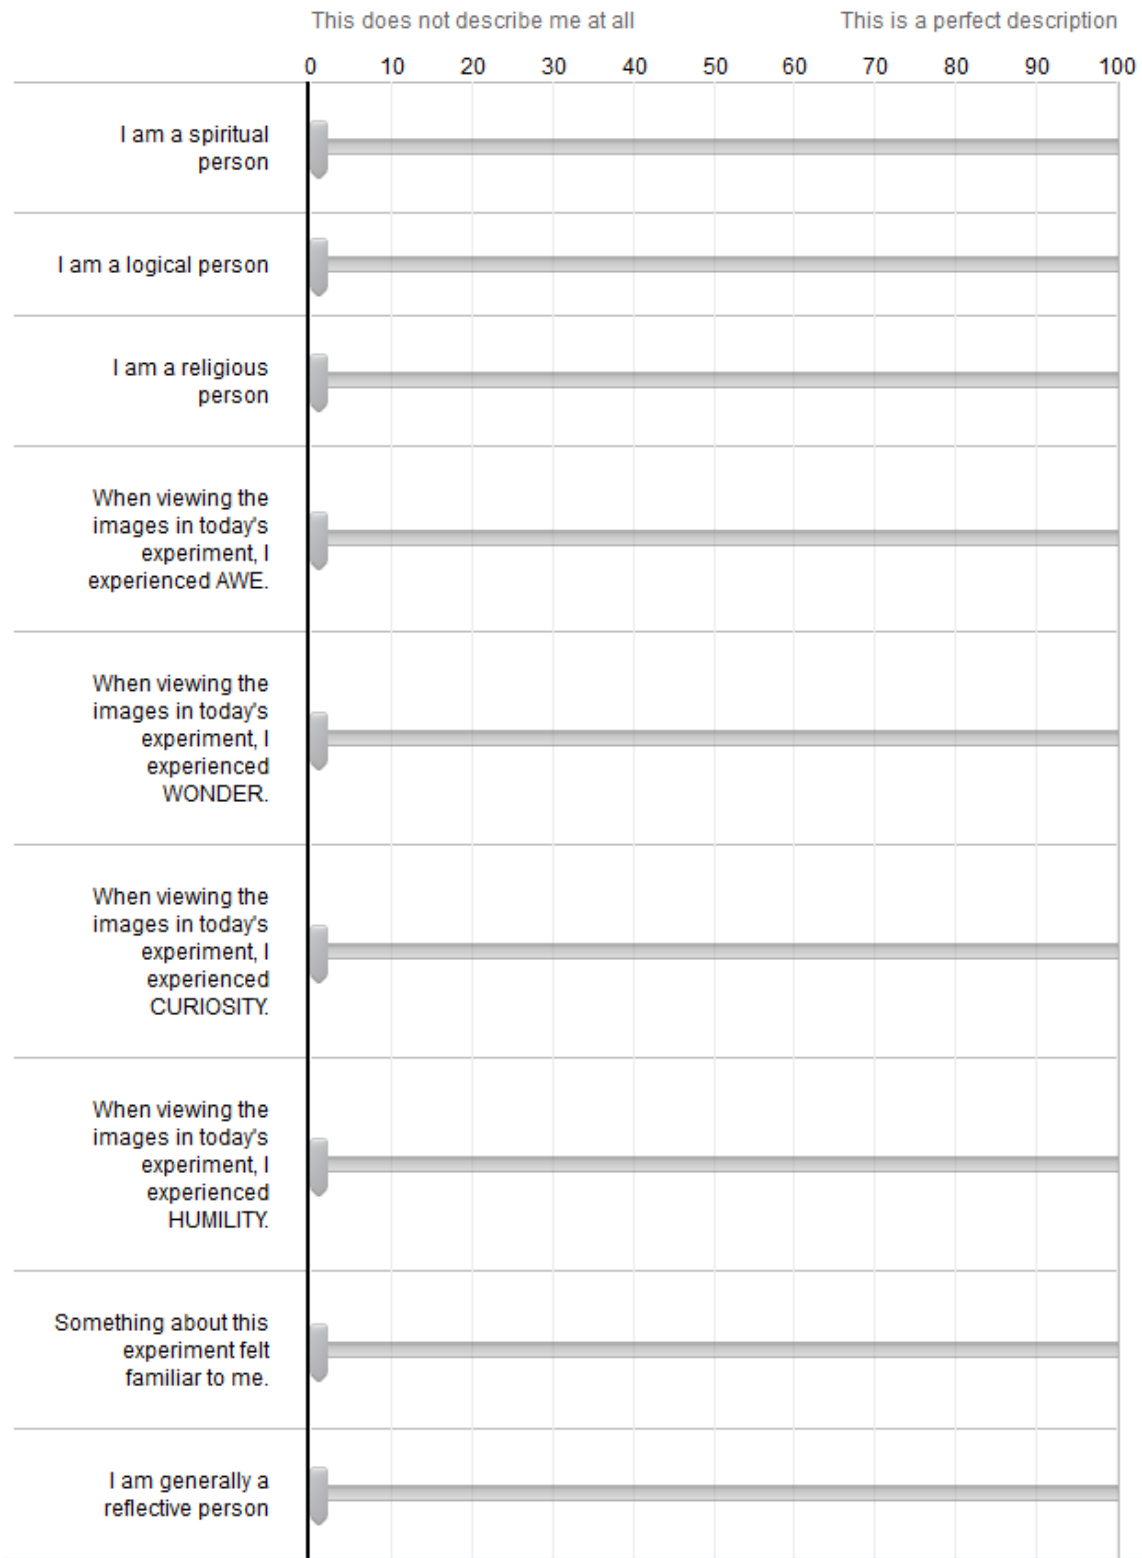 This does not describe me at all This is a perfect description
0 10 20 30 40 50 60 70 80 90 100
I am a spiritual
person
I am a logical person
I am a religious
person
When viewing the
images in today's
experiment, I
experienced AWE.
When viewing the
images in today's
experiment, I
experienced
WONDER.
When viewing the
images in today's
experiment, I
experienced
CURIOSITY.
When viewing the
images in today's
experiment, I
experienced
HUMILITY.
Something about this
experiment felt
familiar to me.
I am generally a
reflective person